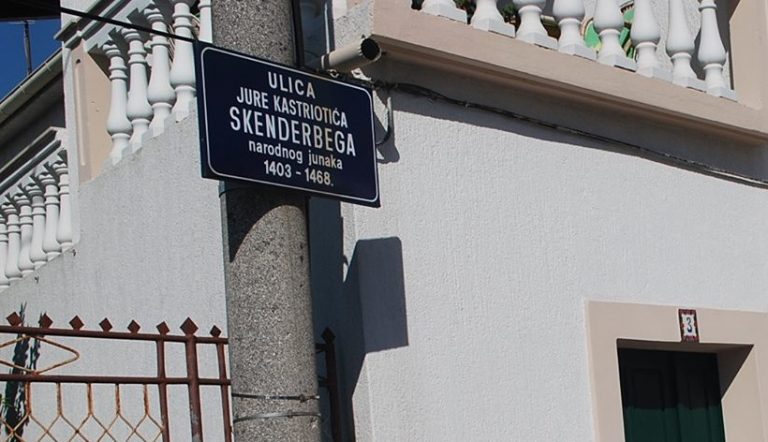 ULICA
JURE KASTRIOTIĆA
SKENDERBEGA
narodnog junaka
1403 - 1468.
3